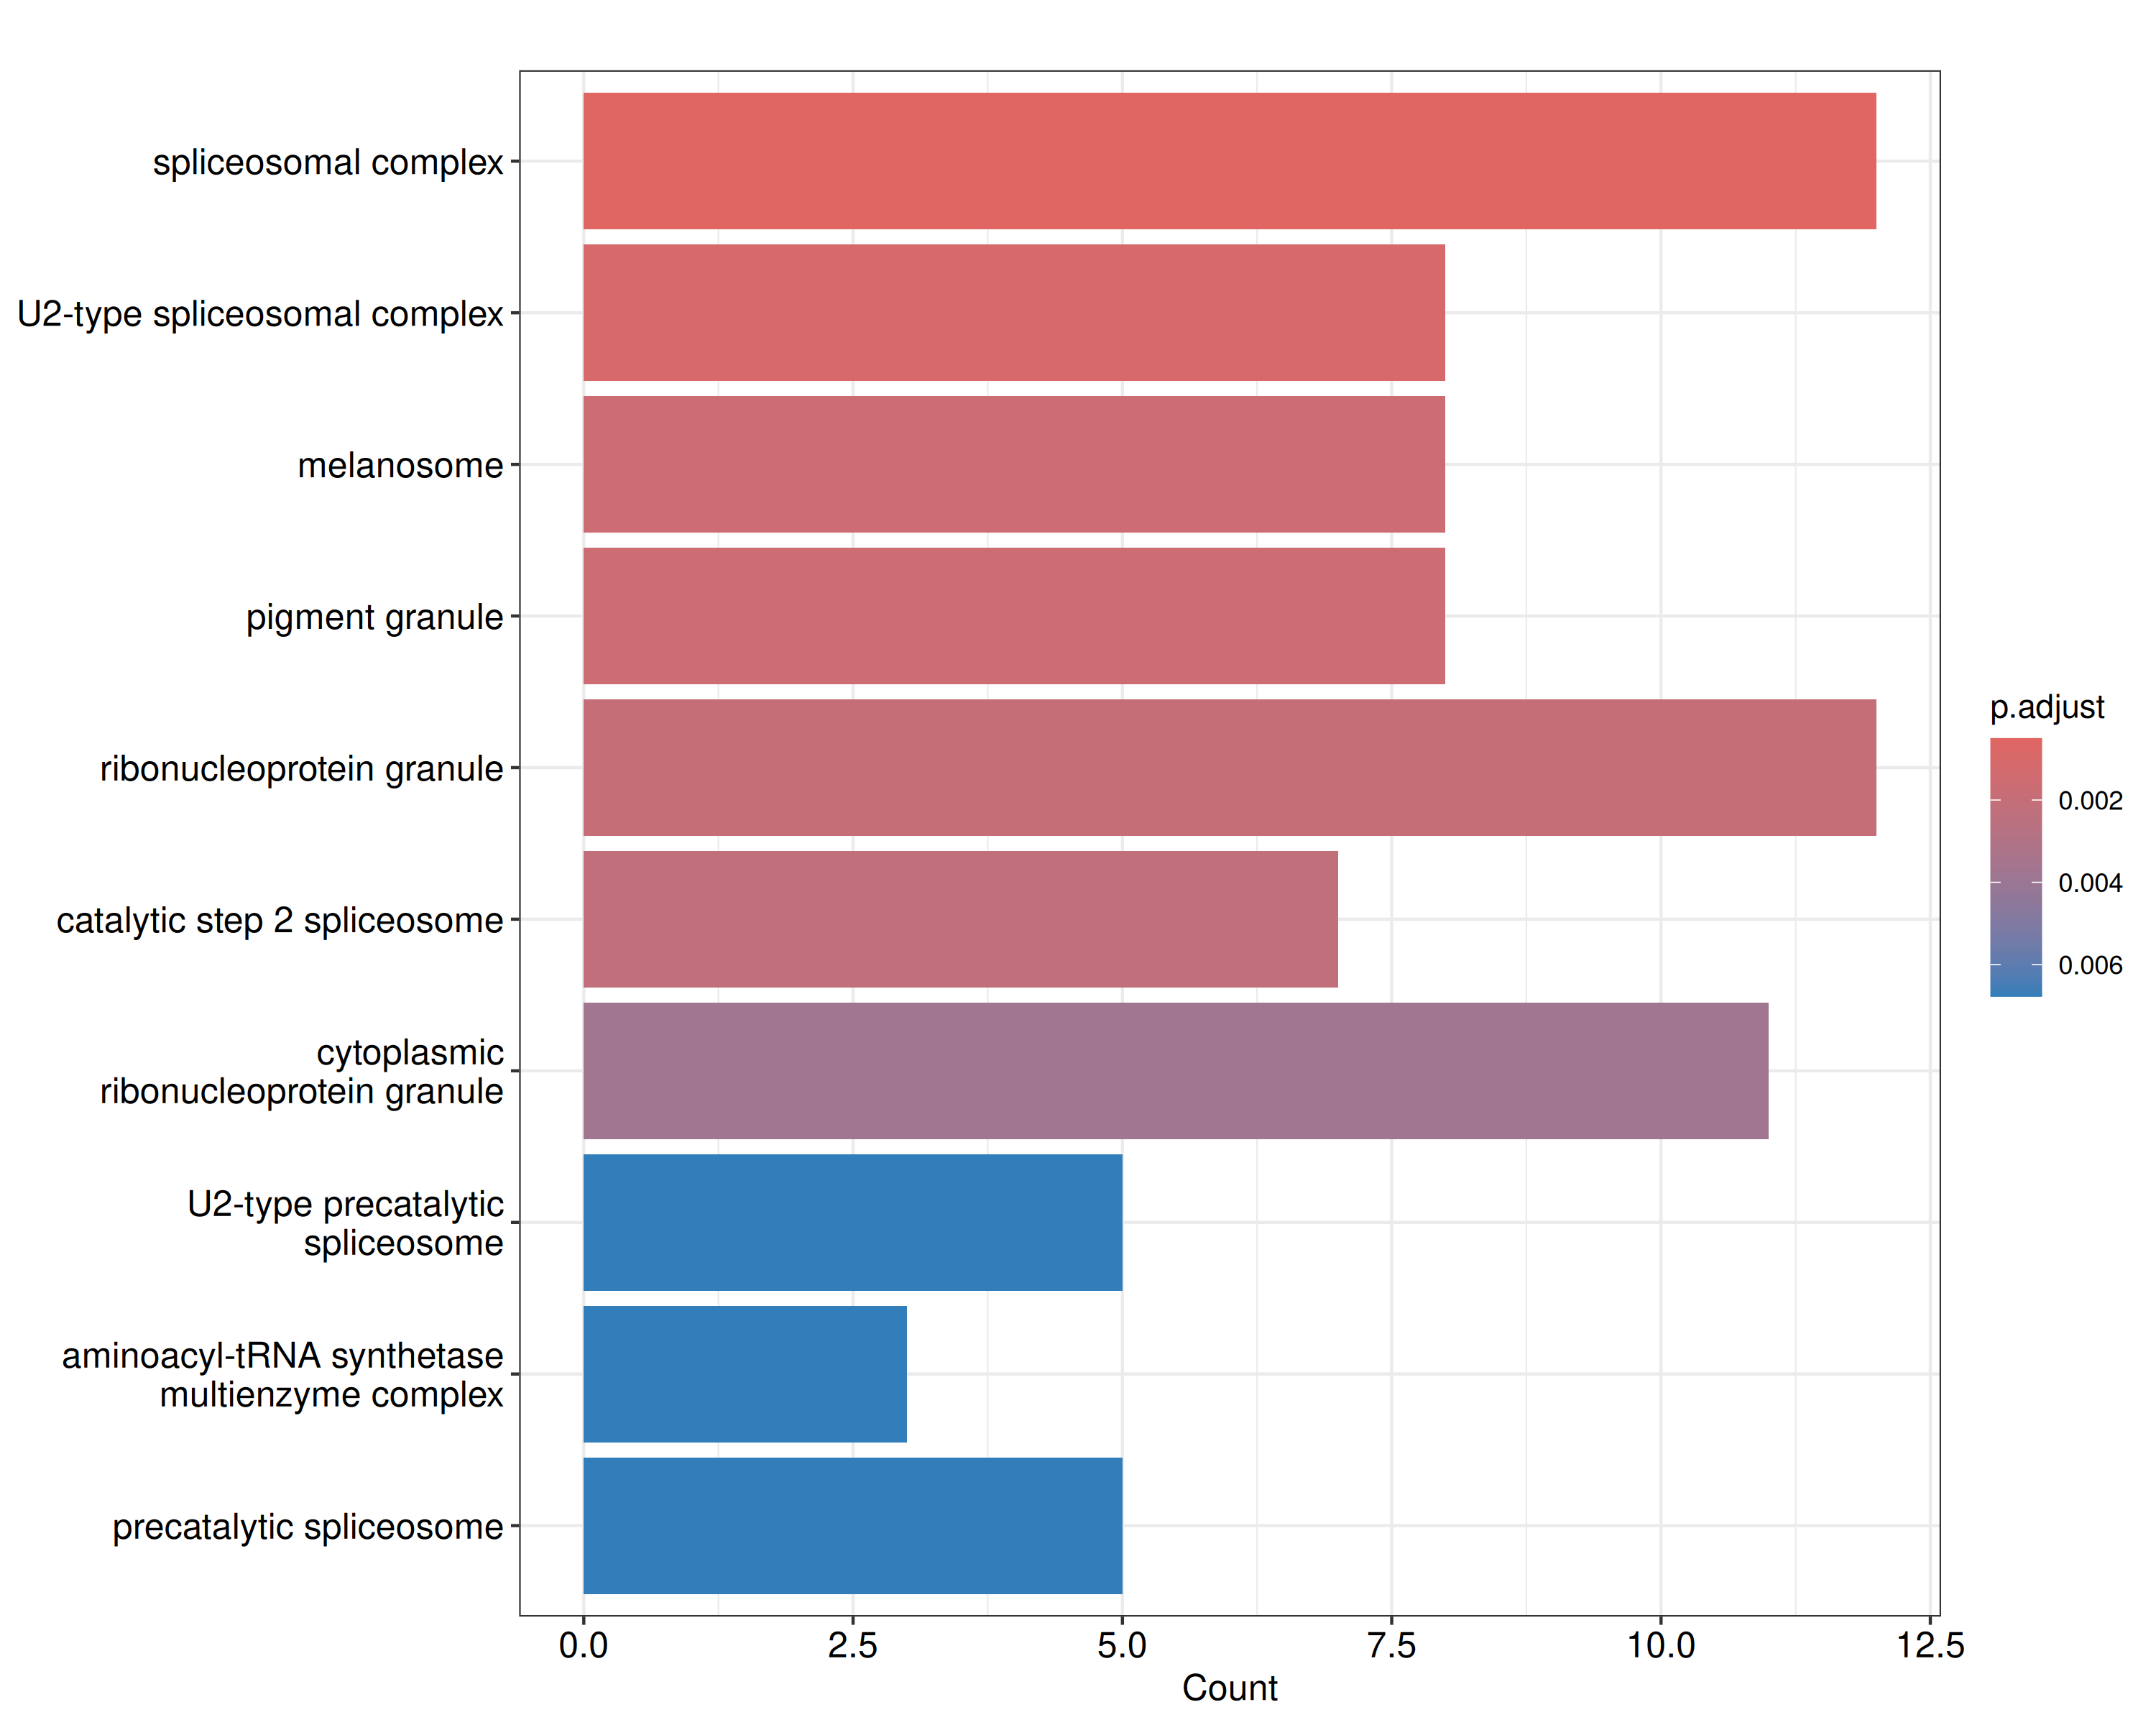 spliceosomal complex
U2-type spliceosomal complex
melanosome
pigment granule
ribonucleoprotein granule
catalytic step 2 spliceosome
cytoplasmic
ribonucleoprotein granule
U2-type precatalytic
spliceosome
aminoacyl-tRNA synthetase
multienzyme complex
precatalytic spliceosome
0.0 2.5 5.0 7.5 10.0 12.5
Count
p.adjust
0.002
0.004
0.006